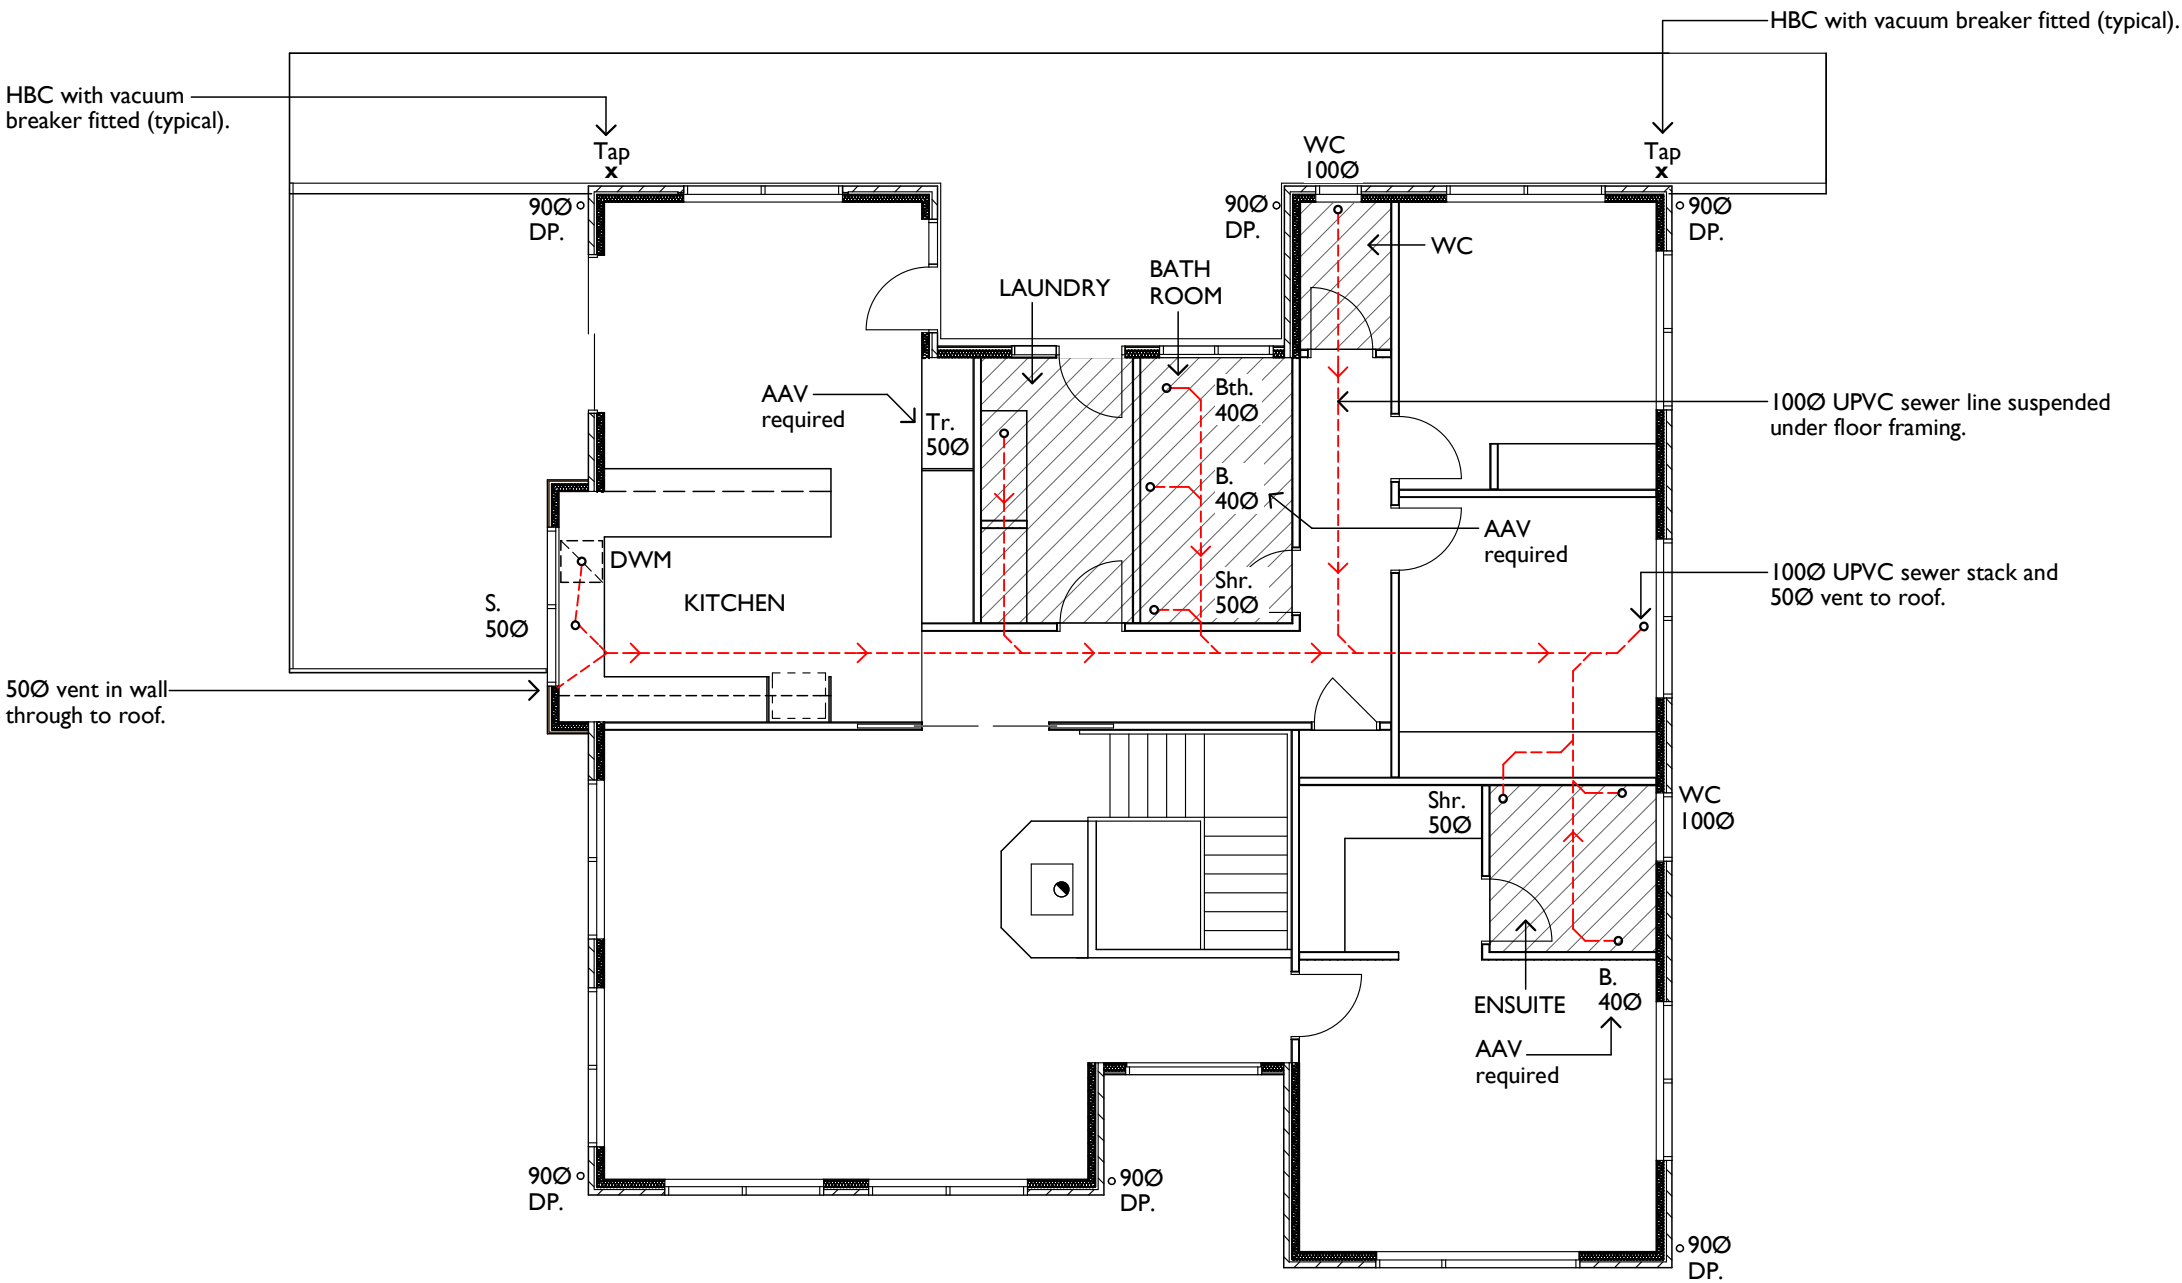 HBC with vacuum breaker fitted (typical).
HBC with vacuum
breaker fitted (typical).
Tap
x
WC
100Ø
Tap
x
90Ø
DP.
90Ø
DP.
90Ø
DP.
WC
LAUNDRY
BATH
ROOM
AAV
required
Tr.
50Ø
Bth.
40Ø
100Ø UPVC sewer line suspended
under floor framing.
B.
40Ø
AAV
required
DWM
KITCHEN
S.
50Ø
Shr.
50Ø
100Ø UPVC sewer stack and
50Ø vent to roof.
50Ø vent in wall
through to roof.
Shr.
50Ø
WC
100Ø
ENSUITE
B.
40Ø
AAV
required
90Ø
DP.
90Ø
DP.
90Ø
DP.